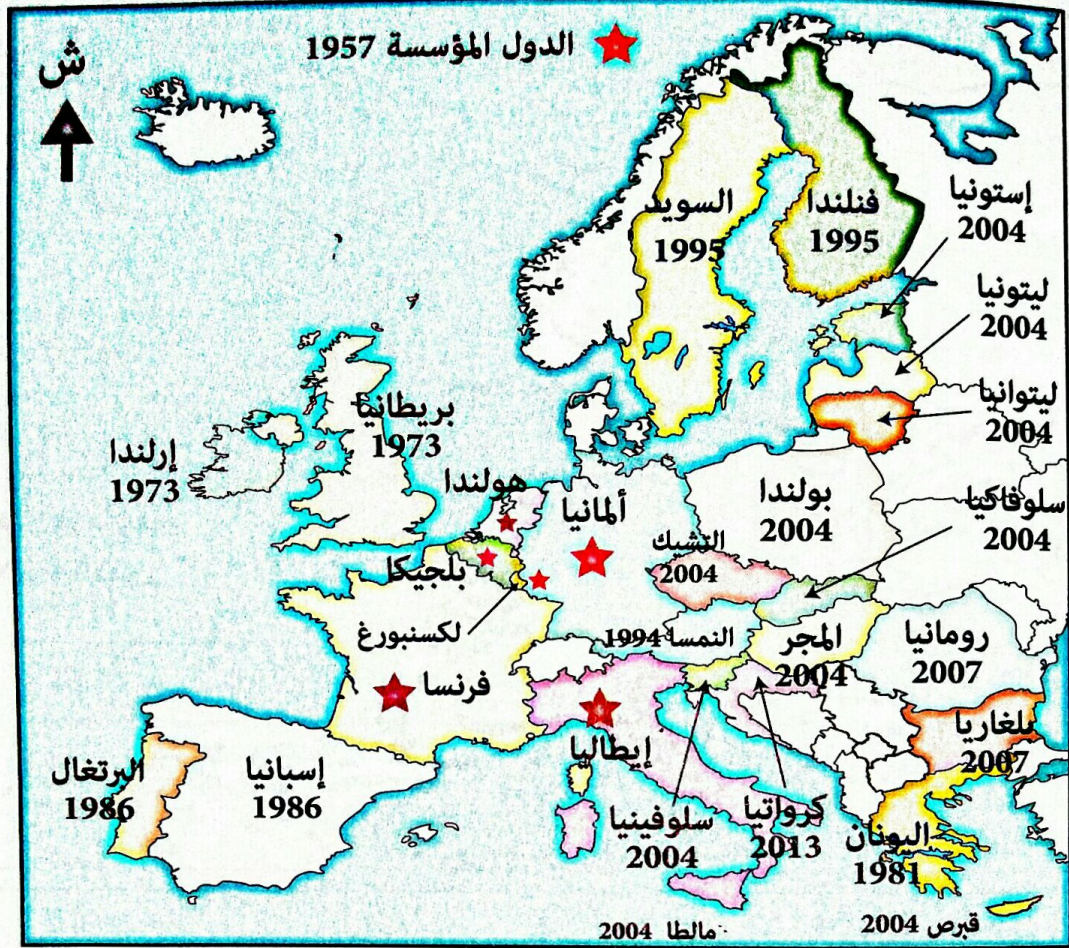 الدول المؤسسة 1957
ش
السويد
1995
فنلندا
1995
إستونيا
2004
ليتونيا
2004
ليتوانيا
2004
بريطانيا
1973
إرلندا
1973
هولندا
ألمانيا
بولندا
2004
سلوفاكيا
2004
التشيك
2004
بلجيكا
لكسنبورغ
النمسا 1994
المجر
2004
رومانيا
2007
فرنسا
إيطاليا
بلغاريا
2007
البرتغال
1986
إسبانيا
1986
سلوفينيا
2004
كرواتيا
2013
اليونان
1981
مالطا 2004
قبرص 2004